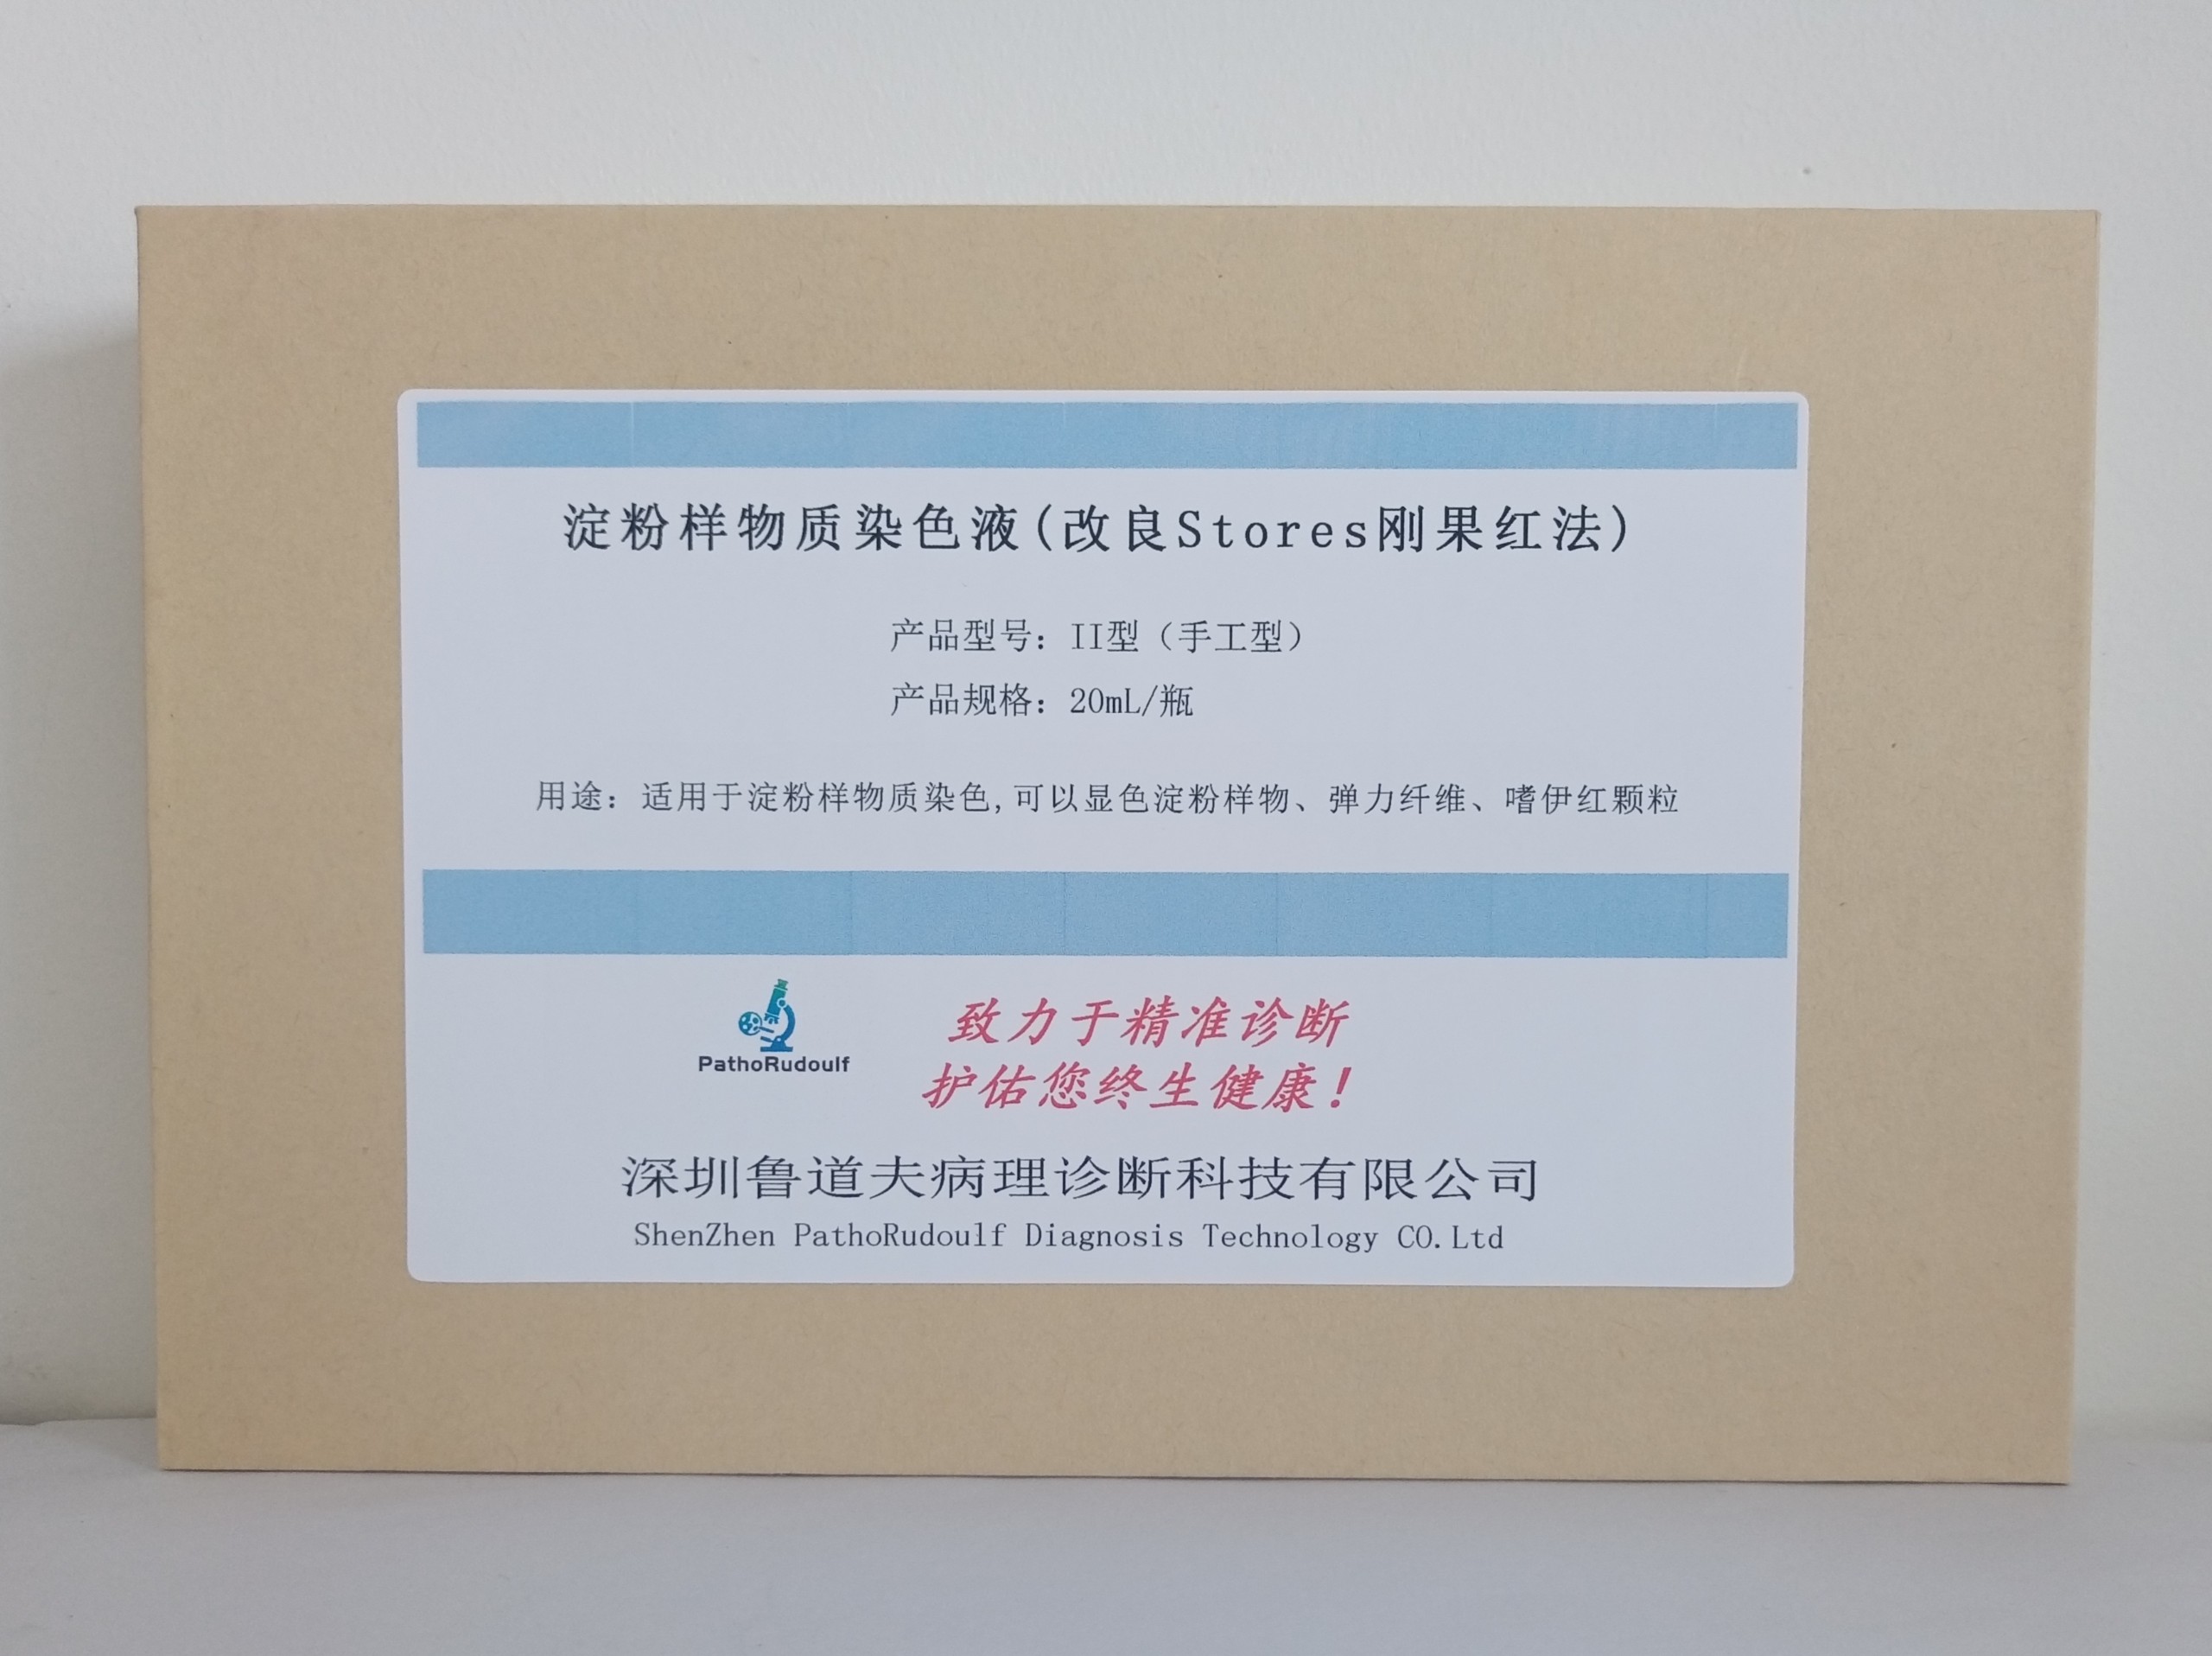 淀粉样物质染色液(改良Stores刚果红法)
产品型号：II型（手工型）
产品规格：20mL/瓶
用途：适用于淀粉样物质染色,可以显色淀粉样物、弹力纤维、嗜伊红颗粒
PathoRudoulf
致力于精准诊断
护佑您终生健康！
深圳鲁道夫病理诊断科技有限公司
ShenZhen PathoRudoulf Diagnosis Technology CO.Ltd